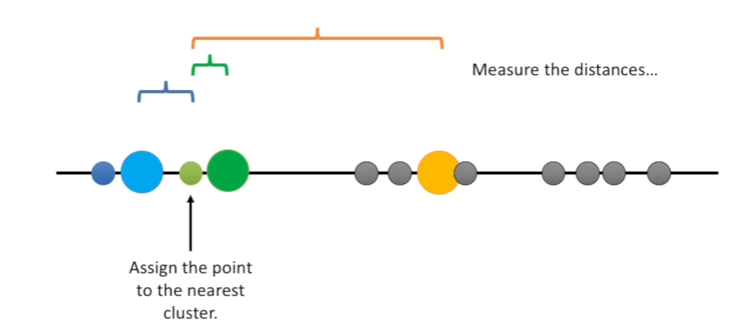 Measure the distances...
Assign the point
to the nearest
cluster.